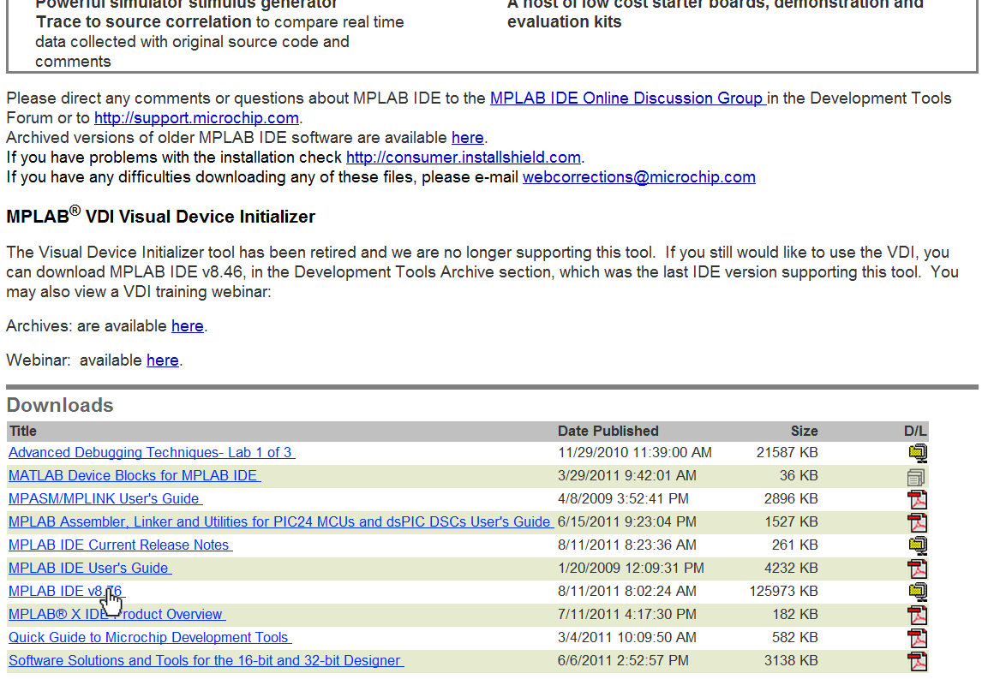 Powerful simulator stimulus generator
Trace to source correlation to compare real time
data collected with original source code and
comments
A host of low cost starter boards, demonstration and
evaluation kits
Please direct any comments or questions about MPLAB IDE to the MPLAB IDE Online Discussion Group in the Development Tools
Forum or to http://support.microchip.com.
Archived versions of older MPLAB IDE software are available here.
If you have problems with the installation check http://consumer.installshield.com.
If you have any difficulties downloading any of these files, please e-mail webcorrections@microchip.com
MPLAB® VDI Visual Device Initializer
The Visual Device Initializer tool has been retired and we are no longer supporting this tool.  If you still would like to use the VDI, you
can download MPLAB IDE v8.46, in the Development Tools Archive section, which was the last IDE version supporting this tool.  You
may also view a VDI training webinar:
Archives: are available here.
Webinar:  available here.
Downloads
Title Date Published Size D/L
Advanced Debugging Techniques- Lab 1 of 3 11/29/2010 11:39:00 AM 21587 KB
MATLAB Device Blocks for MPLAB IDE 3/29/2011 9:42:01 AM 36 KB
MPASM/MPLINK User's Guide 4/8/2009 3:52:41 PM 2896 KB
MPLAB Assembler, Linker and Utilities for PIC24 MCUs and dsPIC DSCs User's Guide 6/15/2011 9:23:04 PM 1527 KB
MPLAB IDE Current Release Notes 8/11/2011 8:23:36 AM 261 KB
MPLAB IDE User's Guide 1/20/2009 12:09:31 PM 4232 KB
MPLAB IDE v8.76 8/11/2011 8:02:24 AM 125973 KB
MPLAB® X IDE Product Overview 7/11/2011 4:17:30 PM 182 KB
Quick Guide to Microchip Development Tools 3/4/2011 10:09:50 AM 582 KB
Software Solutions and Tools for the 16-bit and 32-bit Designer 6/6/2011 2:52:57 PM 3138 KB